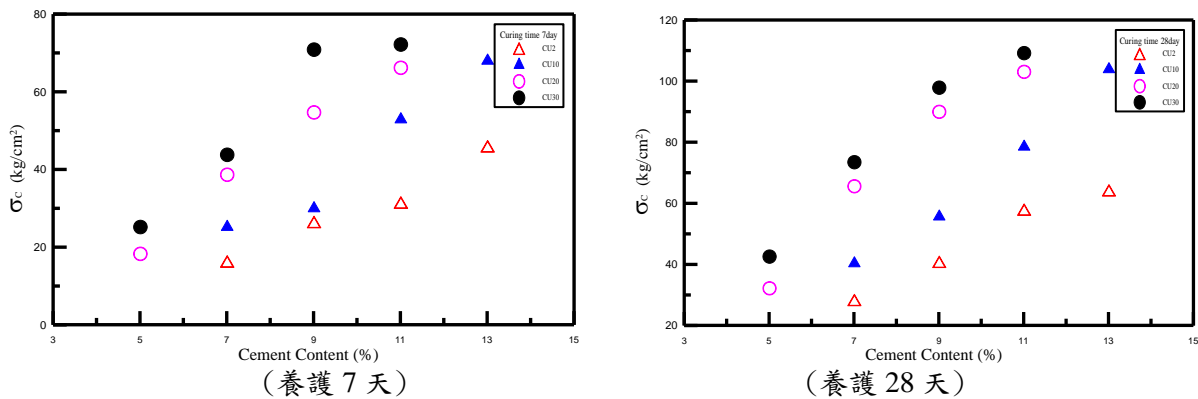 80
60
40
20
0
σc (kg/cm²)
Curing time 7day
CU2
CU10
CU20
CU30
3 5 7 9 11 13 15
Cement Content (%)
(養護 7 天)
120
100
80
60
40
20
σc (kg/cm²)
Curing time 28day
CU2
CU10
CU20
CU30
3 5 7 9 11 13 15
Cement Content (%)
(養護 28 天)